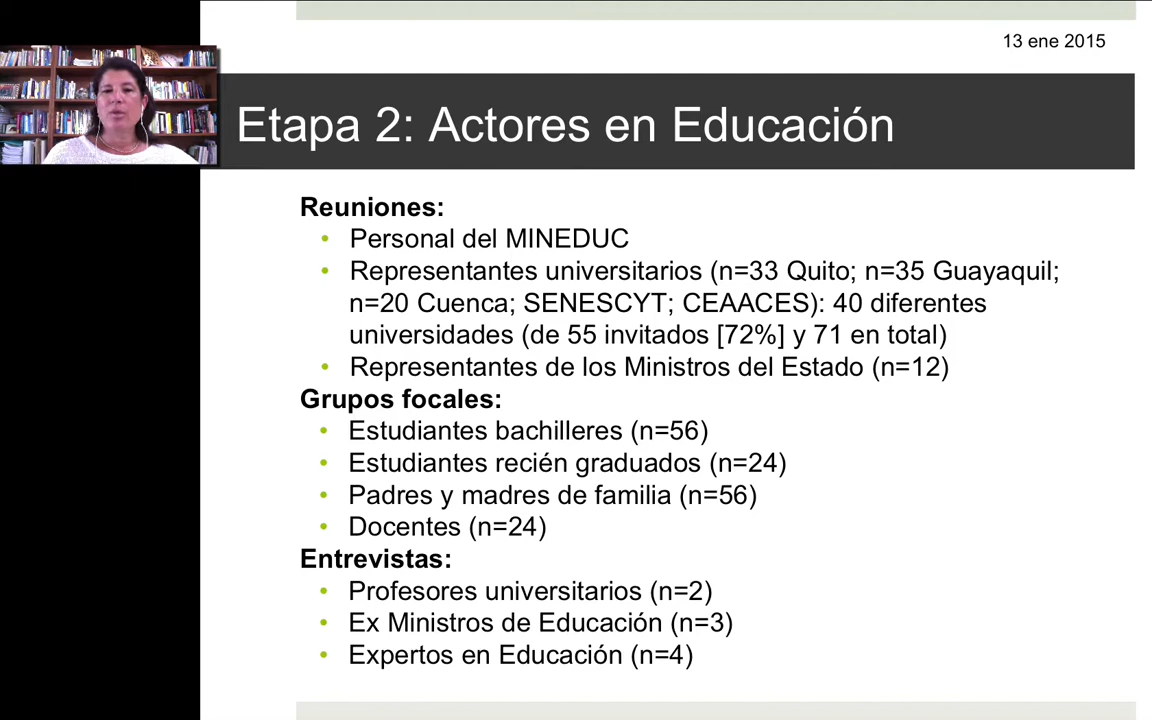 13 ene 2015
Etapa 2: Actores en Educación
Reuniones:
• Personal del MINEDUC
• Representantes universitarios (n=33 Quito; n=35 Guayaquil;
n=20 Cuenca; SENESCYT; CEAACES): 40 diferentes
universidades (de 55 invitados [72%] y 71 en total)
• Representantes de los Ministros del Estado (n=12)
Grupos focales:
• Estudiantes bachilleres (n=56)
• Estudiantes recién graduados (n=24)
• Padres y madres de familia (n=56)
• Docentes (n=24)
Entrevistas:
• Profesores universitarios (n=2)
• Ex Ministros de Educación (n=3)
• Expertos en Educación (n=4)